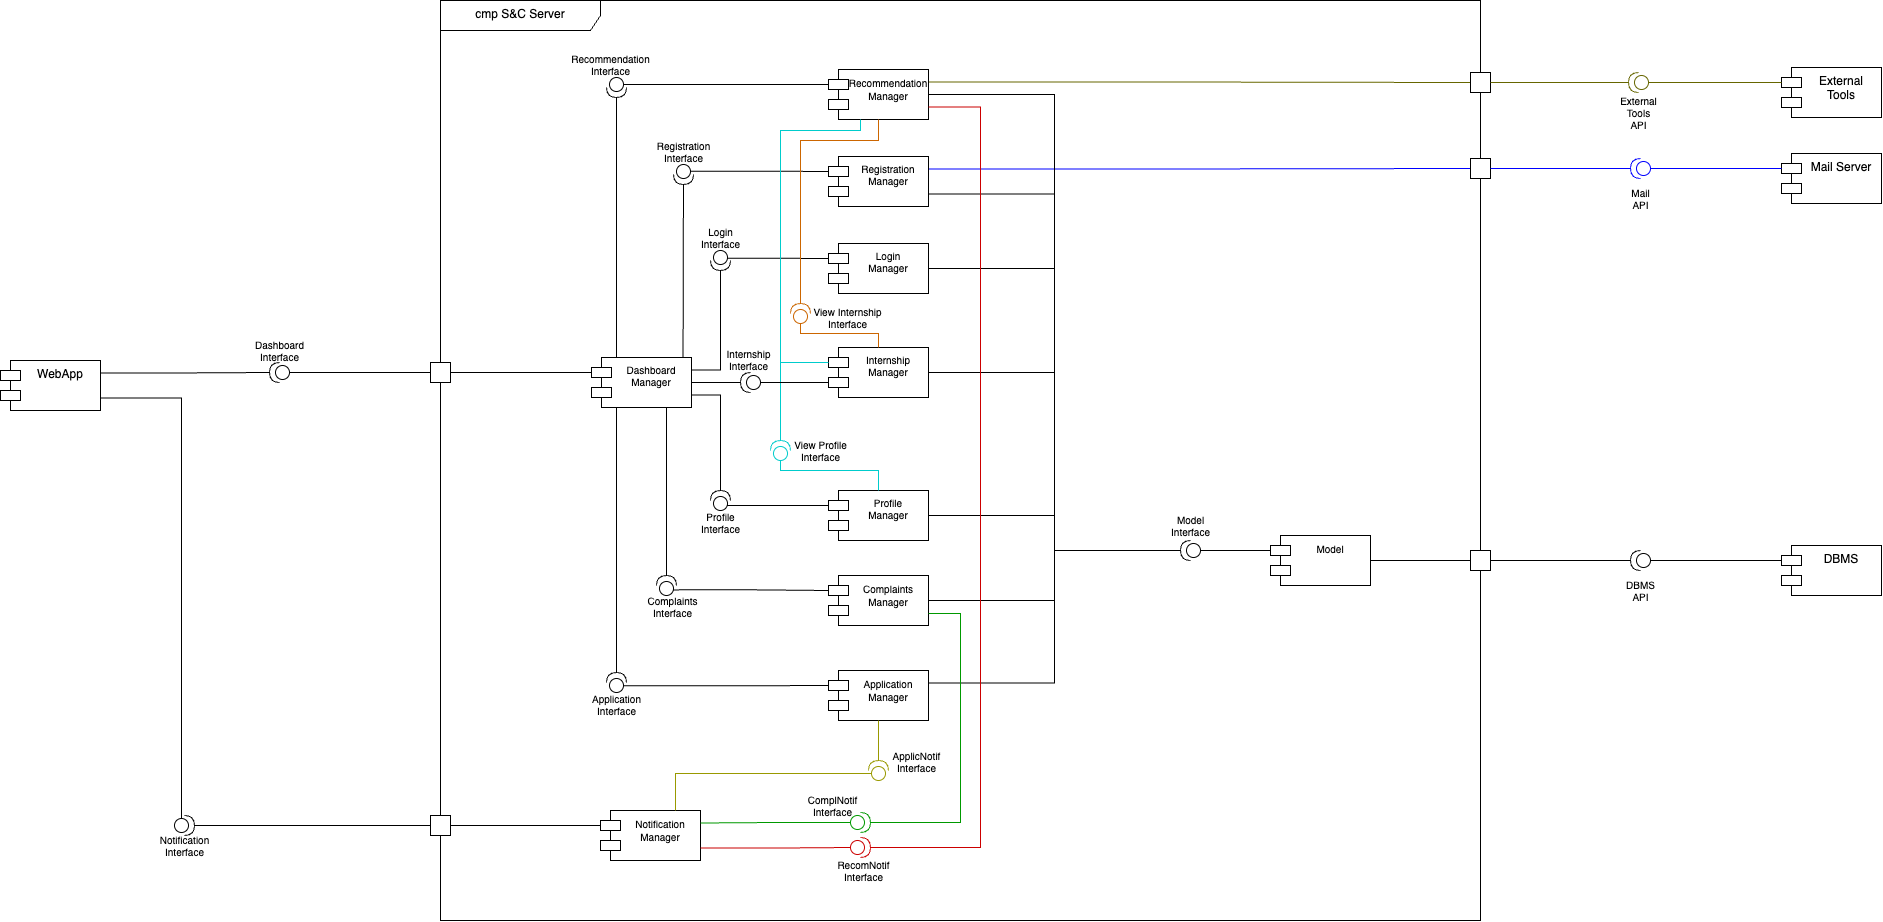 cmp S&C Server
Recommendation
Interface
Recommendation
Manager
External
Tools
API
External
Tools
Registration
Interface
Registration
Manager
Mail
API
Mail Server
Login
Interface
Login
Manager
View Internship
Interface
WebApp
Dashboard
Interface
Dashboard
Manager
Internship
Interface
Internship
Manager
View Profile
Interface
Profile
Interface
Profile
Manager
Model
Interface
Model
DBMS
API
DBMS
Complaints
Interface
Complaints
Manager
Application
Interface
Application
Manager
ApplicNotif
Interface
Notification
Interface
Notification
Manager
ComplNotif
Interface
RecomNotif
Interface